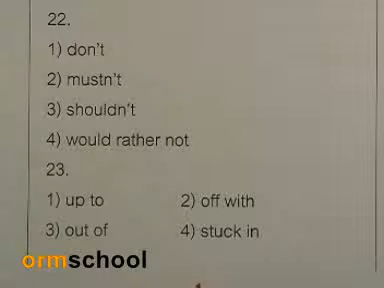 22.
1) don't
2) mustn't
3) shouldn't
4) would rather not
23.
1) up to 2) off with
3) out of 4) stuck in
ormschool